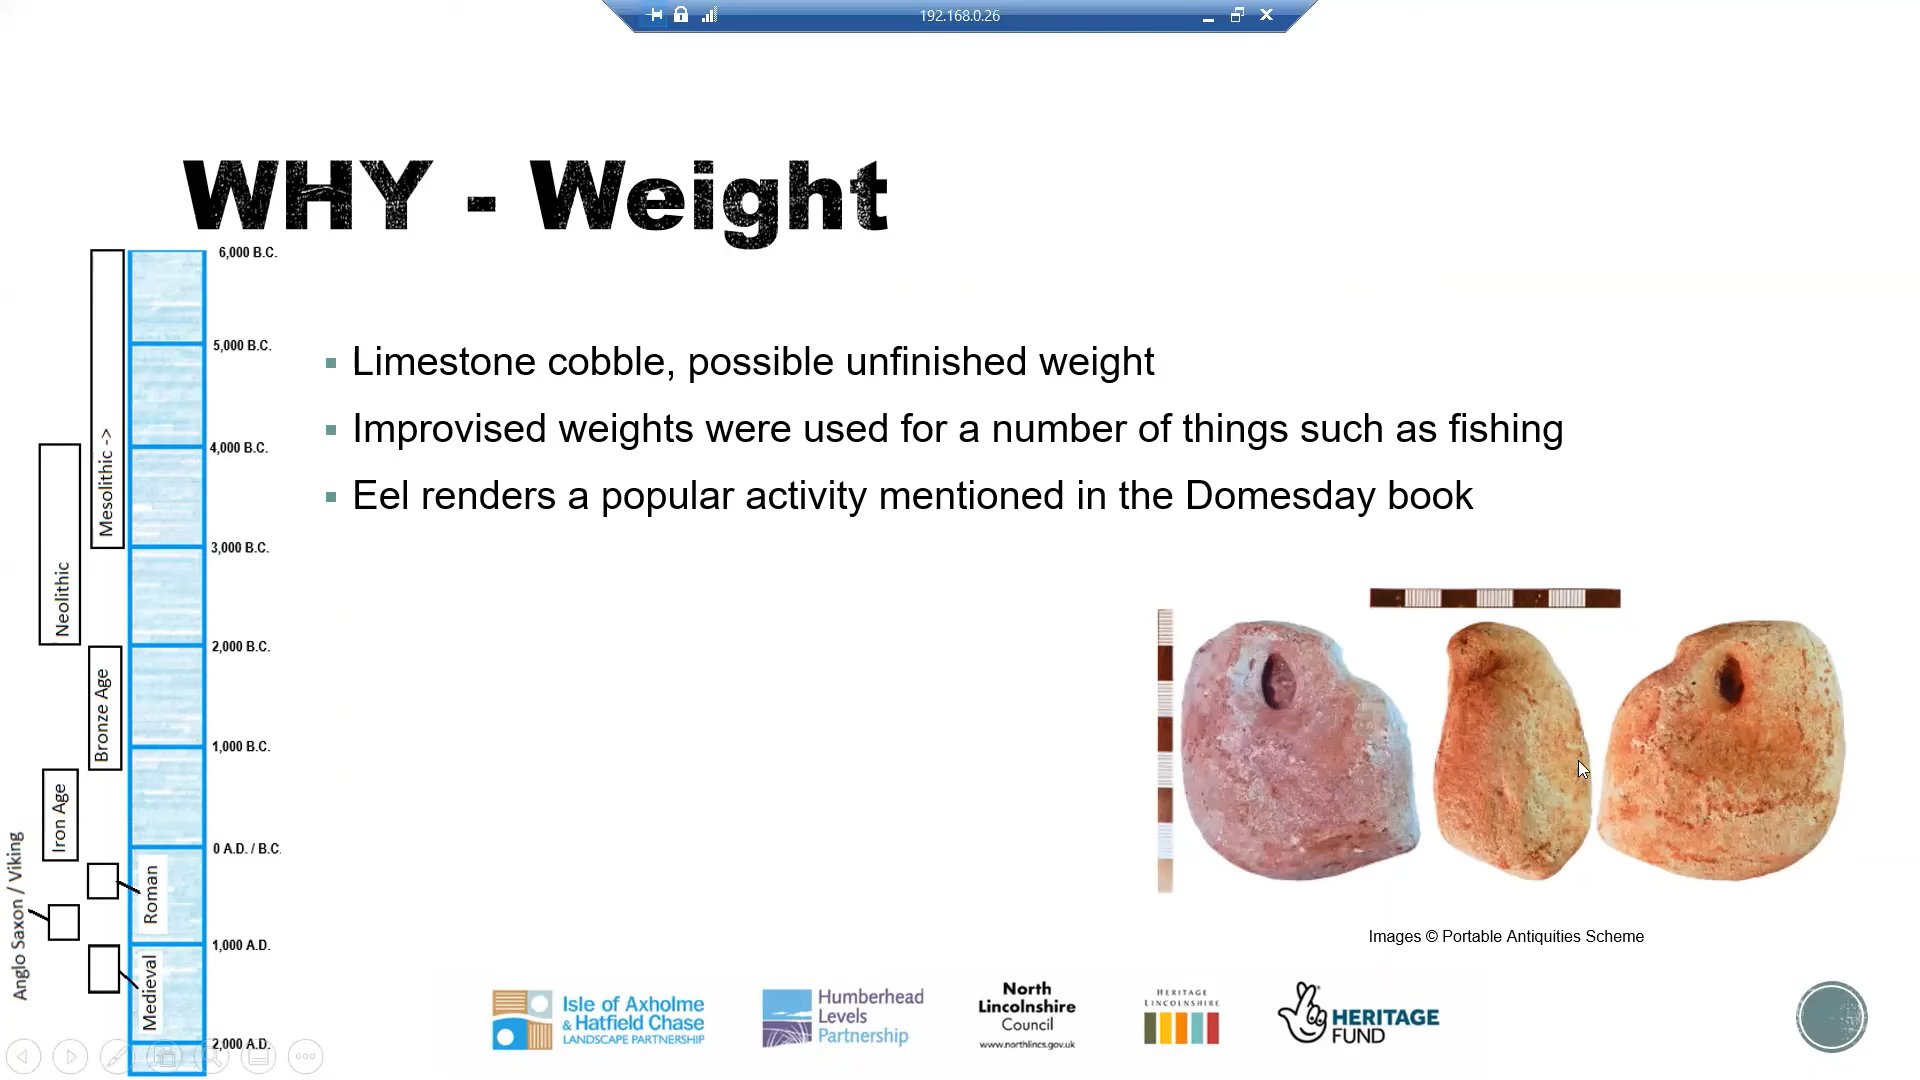 192.168.0.26
WHY - Weight
6,000 B.C.
5,000 B.C.
4,000 B.C.
3,000 B.C.
2,000 B.C.
1,000 B.C.
0 A.D. / B.C.
1,000 A.D.
2,000 A.D.
Mesolithic ->
Neolithic
Bronze Age
Iron Age
Roman
Anglo Saxon / Viking
Medieval
Limestone cobble, possible unfinished weight
Improvised weights were used for a number of things such as fishing
Eel renders a popular activity mentioned in the Domesday book
Images © Portable Antiquities Scheme
Isle of Axholme
& Hatfield Chase
LANDSCAPE PARTNERSHIP
Humberhead
Levels
Partnership
North
Lincolnshire
Council
www.northlincs.gov.uk
HERITAGE
LINCOLNSHIRE
HERITAGE
FUND